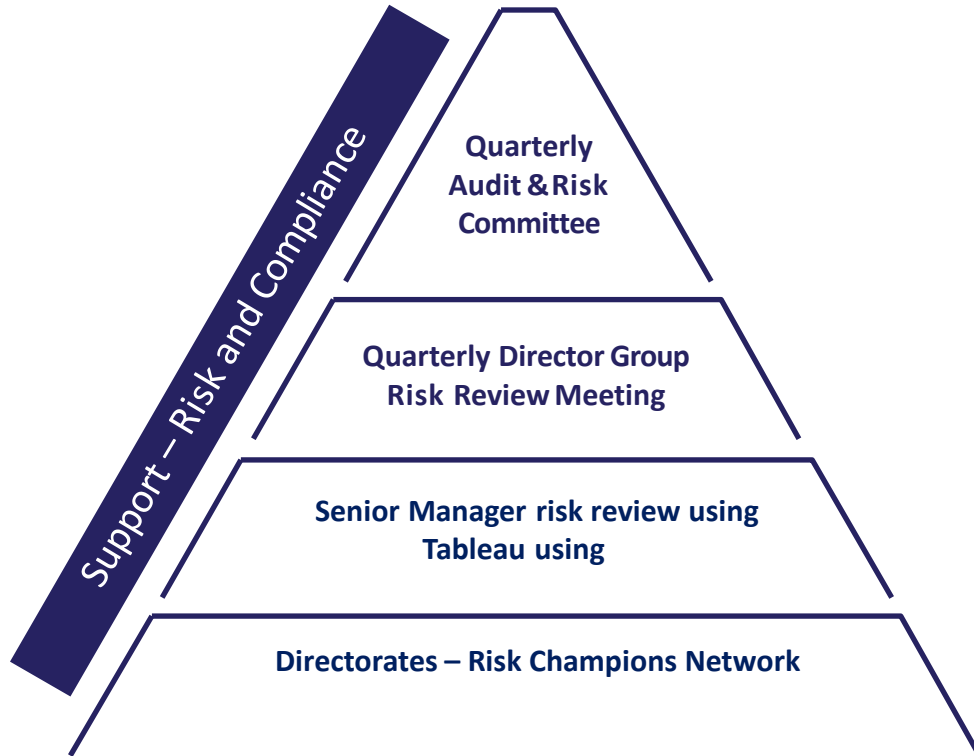 Support – Risk and Compliance
Quarterly
Audit & Risk
Committee
Quarterly Director Group
Risk Review Meeting
Senior Manager risk review using
Tableau using
Directorates – Risk Champions Network